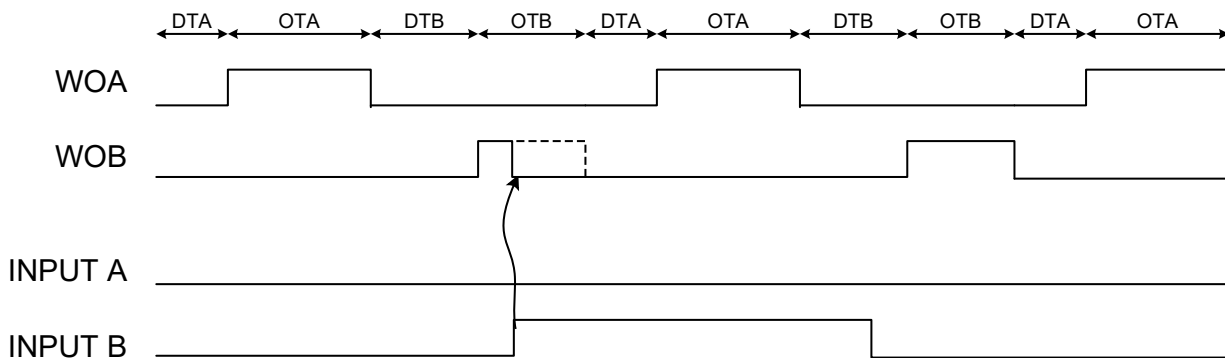 DTA OTA DTB OTB DTA OTA DTB OTB DTA OTA
WOA
WOB
INPUT A
INPUT B